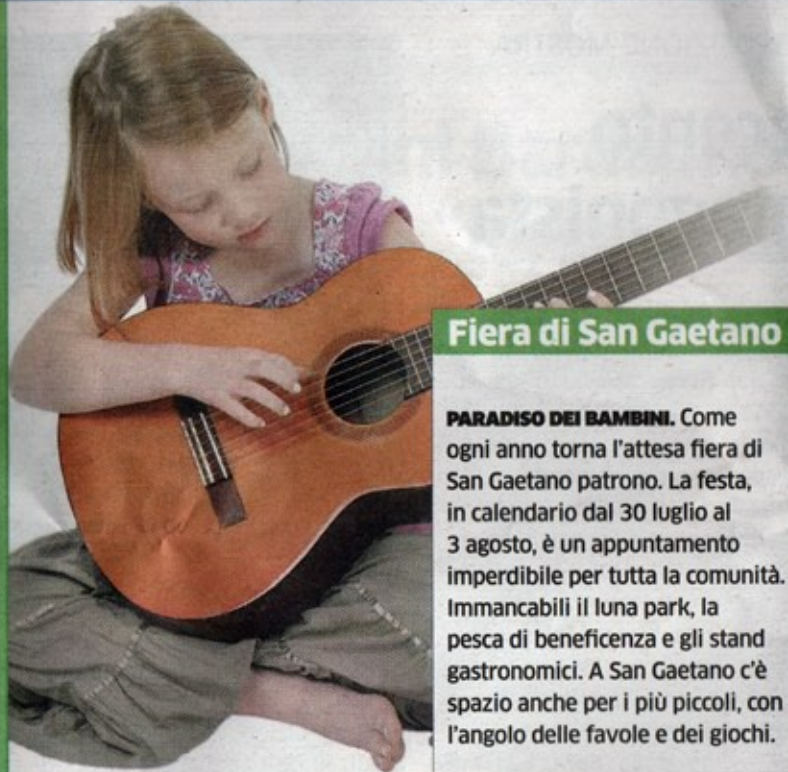 Fiera di San Gaetano
PARADISO DEI BAMBINI. Come
ogni anno torna l'attesa fiera di
San Gaetano patrono. La festa,
in calendario dal 30 luglio al
3 agosto, è un appuntamento
imperdibile per tutta la comunità.
Immancabili il luna park, la
pesca di beneficenza e gli stand
gastronomici. A San Gaetano c'è
spazio anche per i più piccoli, con
l'angolo delle favole e dei giochi.